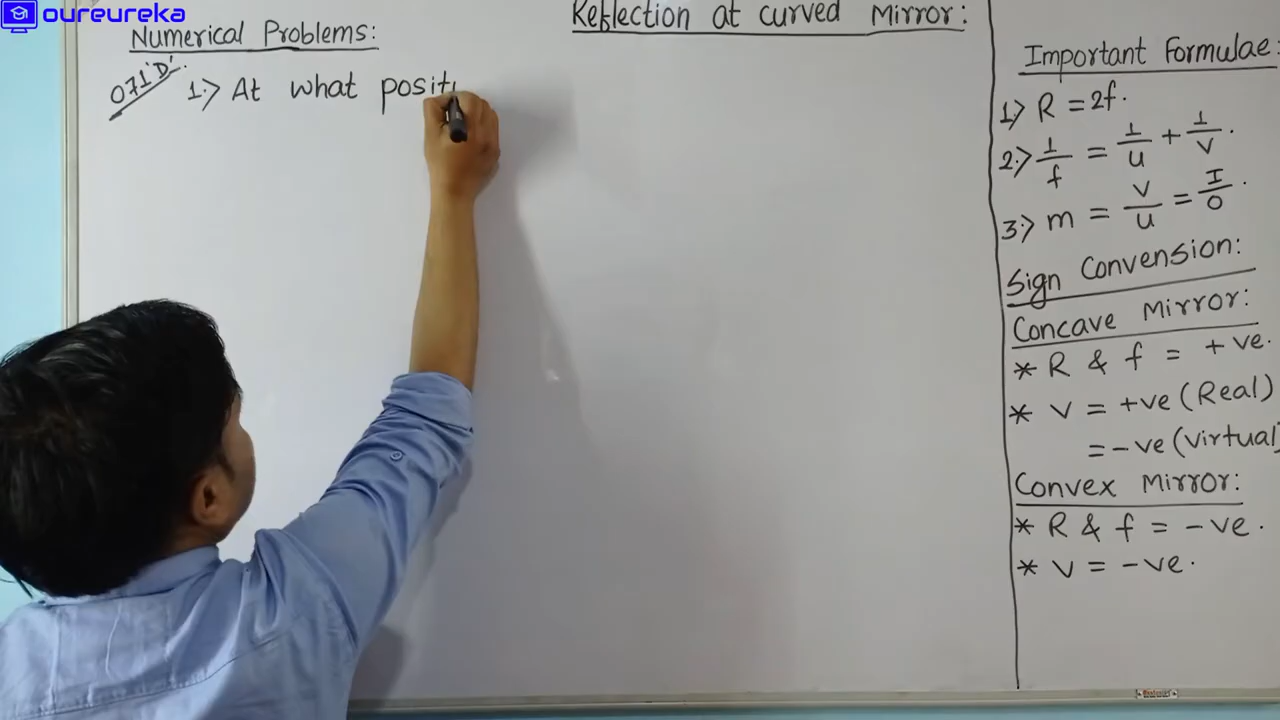 oureureka
Reflection at curved Mirror:
Numerical Problems:
071'D'.
1.> At what positi
Important Formulae:
1.> R = 2f.
2.> 1/f = 1/u + 1/v.
3.> m = v/u = I/O.
Sign Convension:
Concave Mirror:
* R & f = +ve.
* v = +ve (Real)
= -ve (virtual)
Convex Mirror:
* R & f = -ve.
* v = -ve.